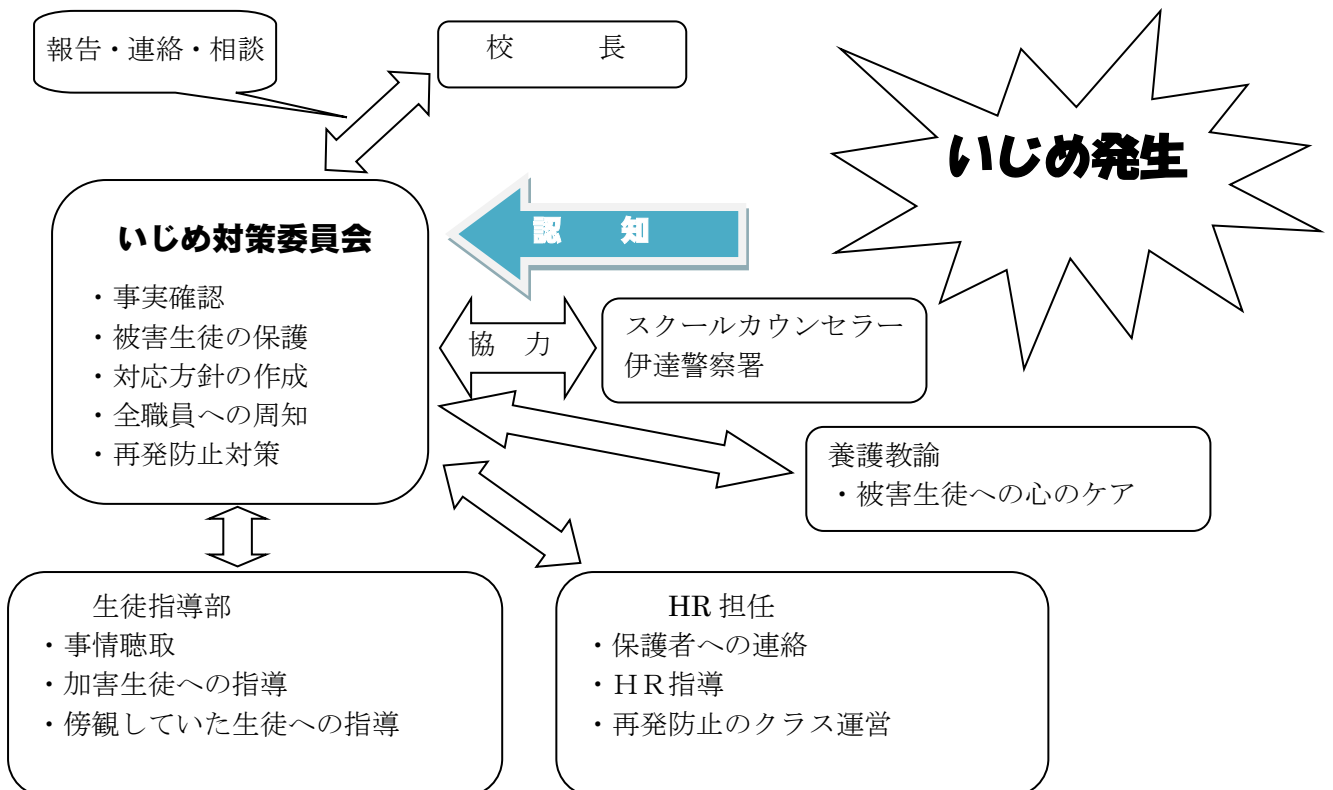 報告・連絡・相談
校　　長
いじめ発生
認　知
いじめ対策委員会
・事実確認
・被害生徒の保護
・対応方針の作成
・全職員への周知
・再発防止対策
協　力
スクールカウンセラー
伊達警察署
養護教諭
・被害生徒への心のケア
生徒指導部
・事情聴取
・加害生徒への指導
・傍観していた生徒への指導
HR 担任
・保護者への連絡
・ＨＲ指導
・再発防止のクラス運営